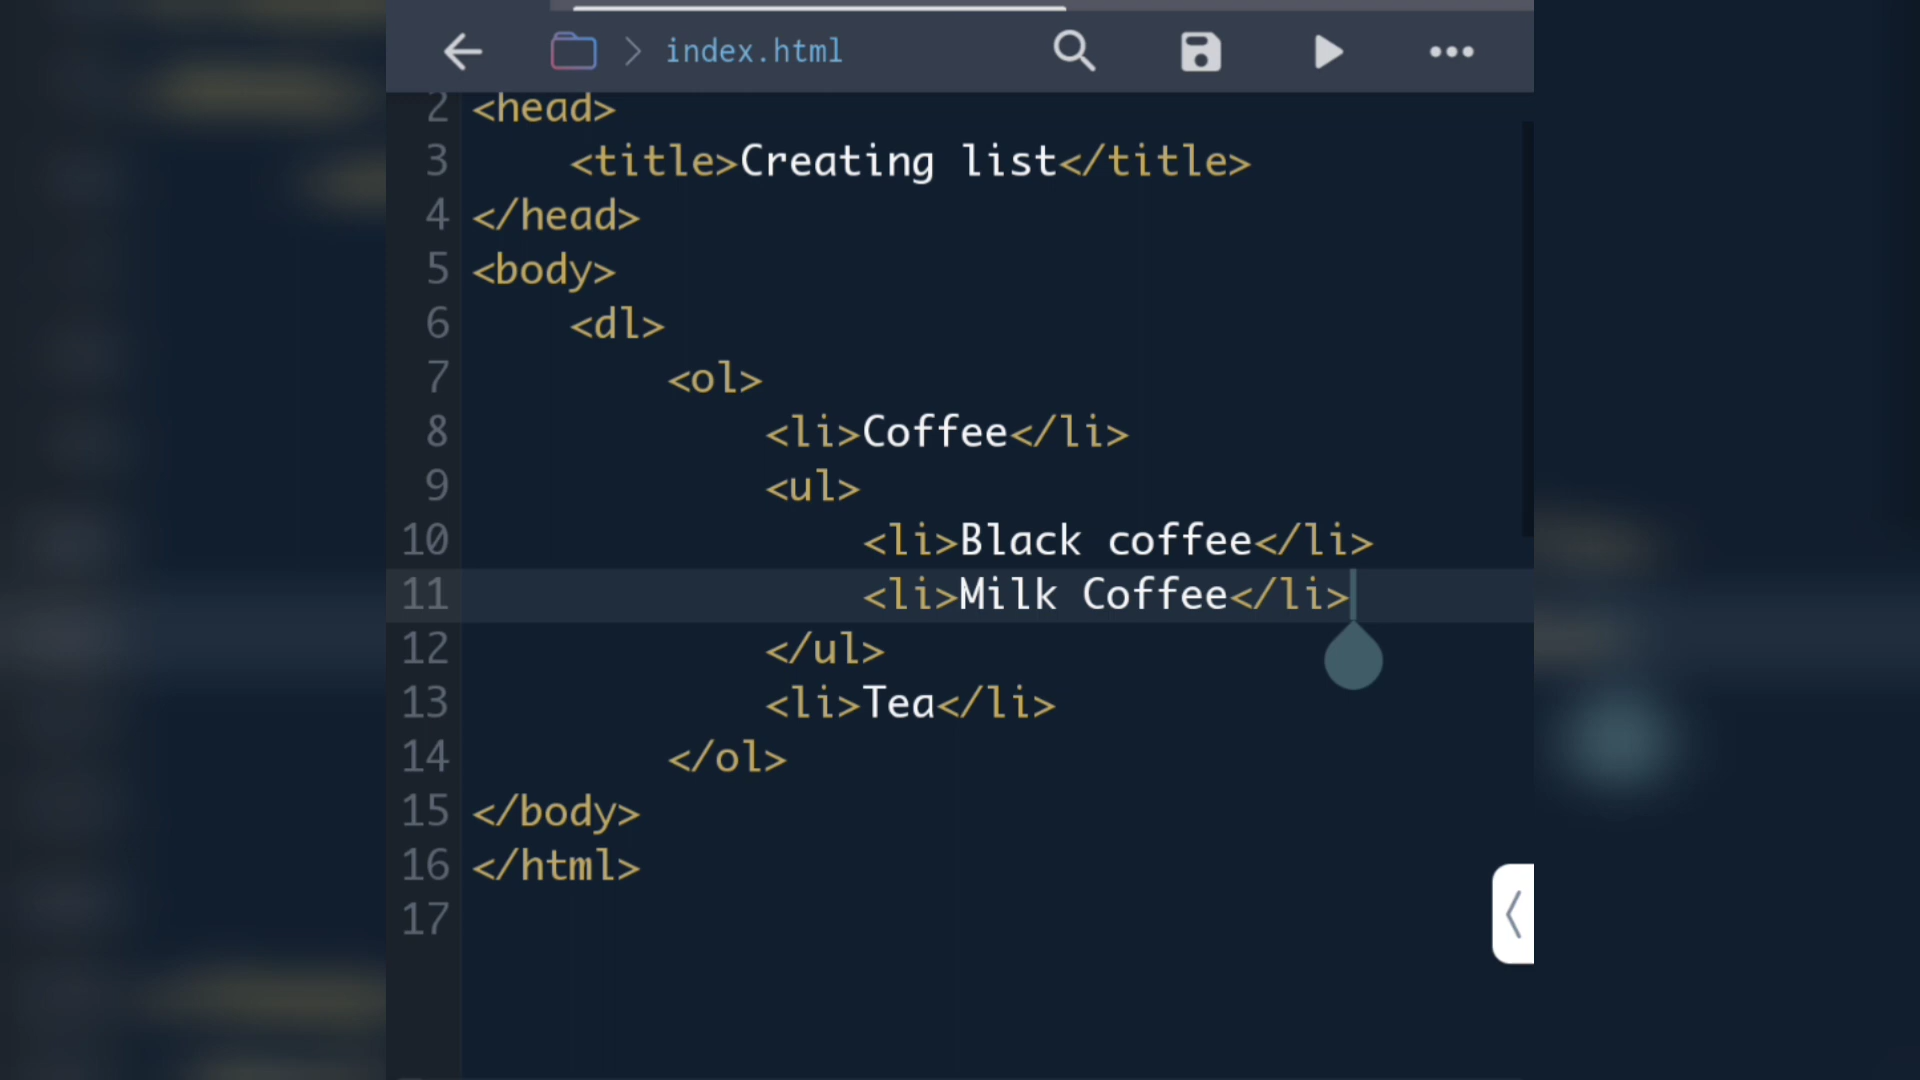 index.html
2 <head>
3 <title>Creating list</title>
4 </head>
5 <body>
6 <dl>
7 <ol>
8 <li>Coffee</li>
9 <ul>
10 <li>Black coffee</li>
11 <li>Milk Coffee</li>
12 </ul>
13 <li>Tea</li>
14 </ol>
15 </body>
16 </html>
17